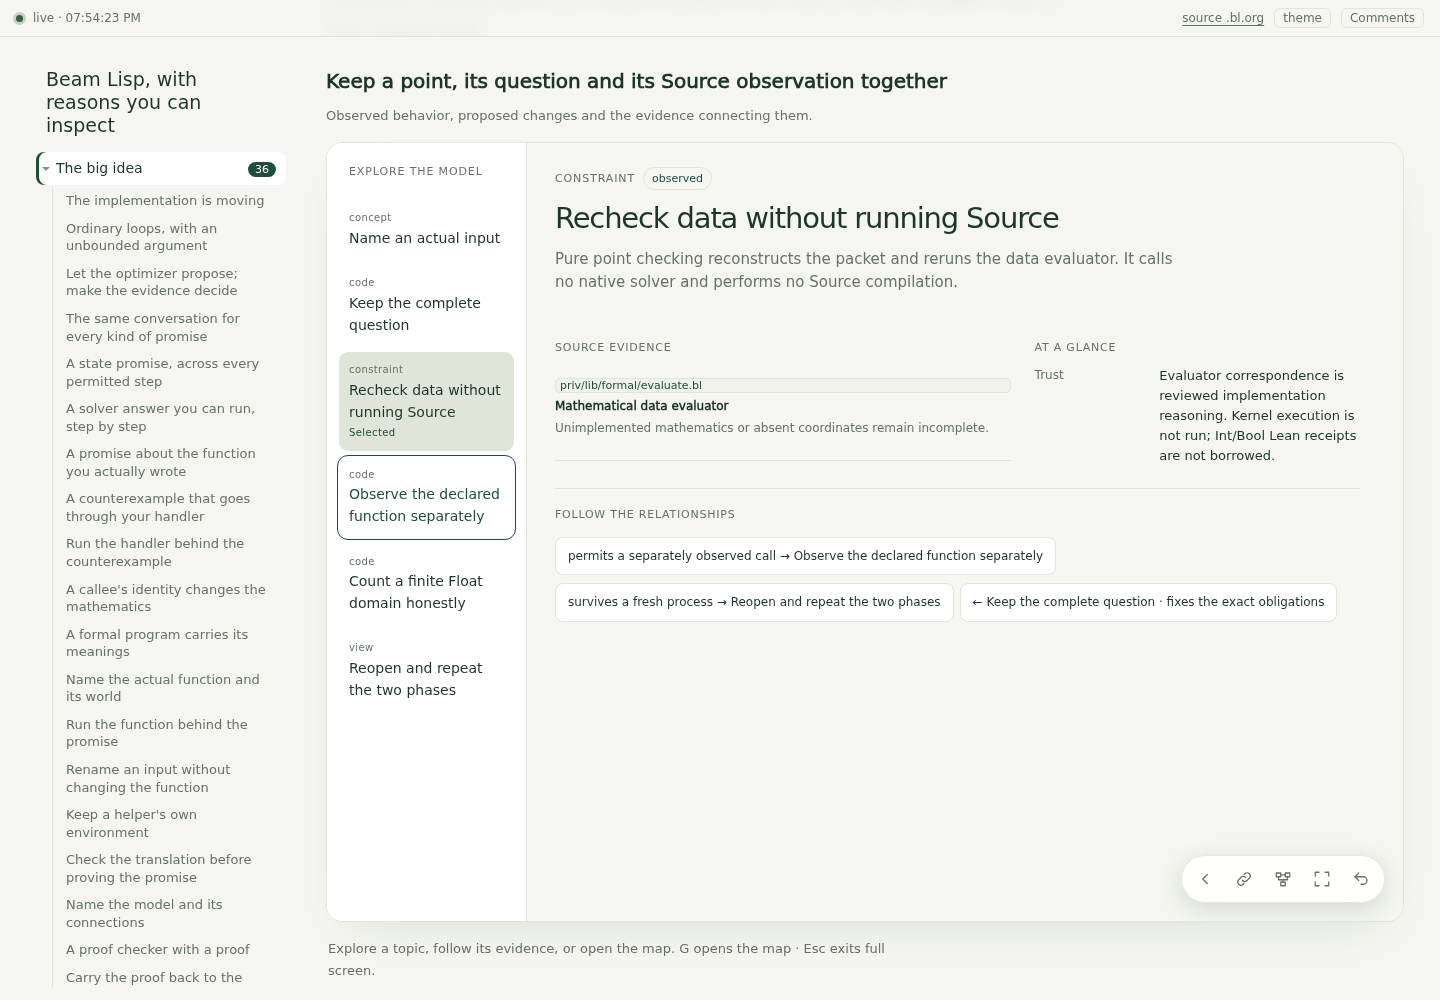 live · 07:54:23 PM
source .bl.org
theme
Comments
Beam Lisp, with
reasons you can
inspect
The big idea
36
The implementation is moving
Ordinary loops, with an
unbounded argument
Let the optimizer propose;
make the evidence decide
The same conversation for
every kind of promise
A state promise, across every
permitted step
A solver answer you can run,
step by step
A promise about the function
you actually wrote
A counterexample that goes
through your handler
Run the handler behind the
counterexample
A callee's identity changes the
mathematics
A formal program carries its
meanings
Name the actual function and
its world
Run the function behind the
promise
Rename an input without
changing the function
Keep a helper's own
environment
Check the translation before
proving the promise
Name the model and its
connections
A proof checker with a proof
Carry the proof back to the
Keep a point, its question and its Source observation together
Observed behavior, proposed changes and the evidence connecting them.
EXPLORE THE MODEL
concept
Name an actual input
code
Keep the complete
question
constraint
Recheck data without
running Source
Selected
code
Observe the declared
function separately
code
Count a finite Float
domain honestly
view
Reopen and repeat
the two phases
CONSTRAINT
observed
Recheck data without running Source
Pure point checking reconstructs the packet and reruns the data evaluator. It calls
no native solver and performs no Source compilation.
SOURCE EVIDENCE
priv/lib/formal/evaluate.bl
Mathematical data evaluator
Unimplemented mathematics or absent coordinates remain incomplete.
AT A GLANCE
Trust
Evaluator correspondence is
reviewed implementation
reasoning. Kernel execution is
not run; Int/Bool Lean receipts
are not borrowed.
FOLLOW THE RELATIONSHIPS
permits a separately observed call → Observe the declared function separately
survives a fresh process → Reopen and repeat the two phases
← Keep the complete question · fixes the exact obligations
Explore a topic, follow its evidence, or open the map. G opens the map · Esc exits full
screen.